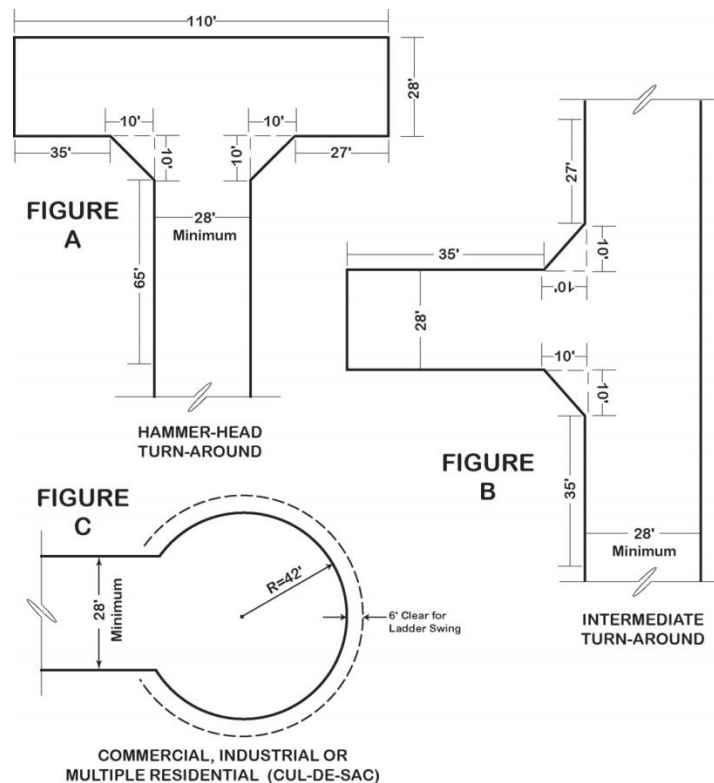 110'
28'
10'
10'
35'
10'
10'
27'
FIGURE
A
28'
Minimum
65'
HAMMER-HEAD
TURN-AROUND
27'
10'
35'
10'
28'
10'
10'
FIGURE
B
35'
28'
Minimum
INTERMEDIATE
TURN-AROUND
FIGURE
C
28'
Minimum
R=42'
6' Clear for
Ladder Swing
COMMERCIAL, INDUSTRIAL OR
MULTIPLE RESIDENTIAL (CUL-DE-SAC)